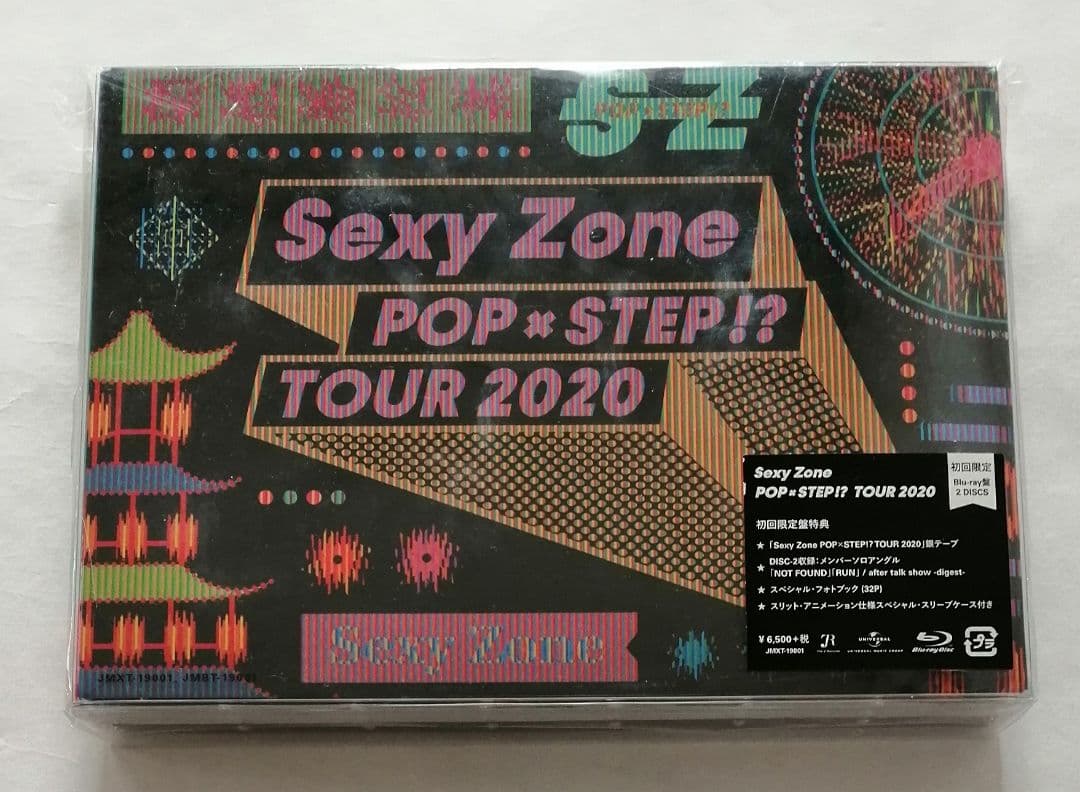 SZ
POP×STEP!?
Sexy Zone
POP×STEP!?
TOUR 2020
Sexy Zone
JMXT-19001, JMBT-19001
Sexy Zone
POP×STEP!? TOUR 2020
初回限定
Blu-ray盤
2 DISCS
初回限定盤特典
★「Sexy Zone POP×STEP!? TOUR 2020」銀テープ
★ DISC-2収録:メンバーソロアングル
「NOT FOUND」「RUN」 / after talk show -digest-
★ スペシャル・フォトブック (32P)
★ スリット・アニメーション仕様スペシャル・スリーブケース付き
¥6,500+税
JMXT-19001
UNIVERSAL
UNIVERSAL MUSIC GROUP
Blu-ray Disc
プラ